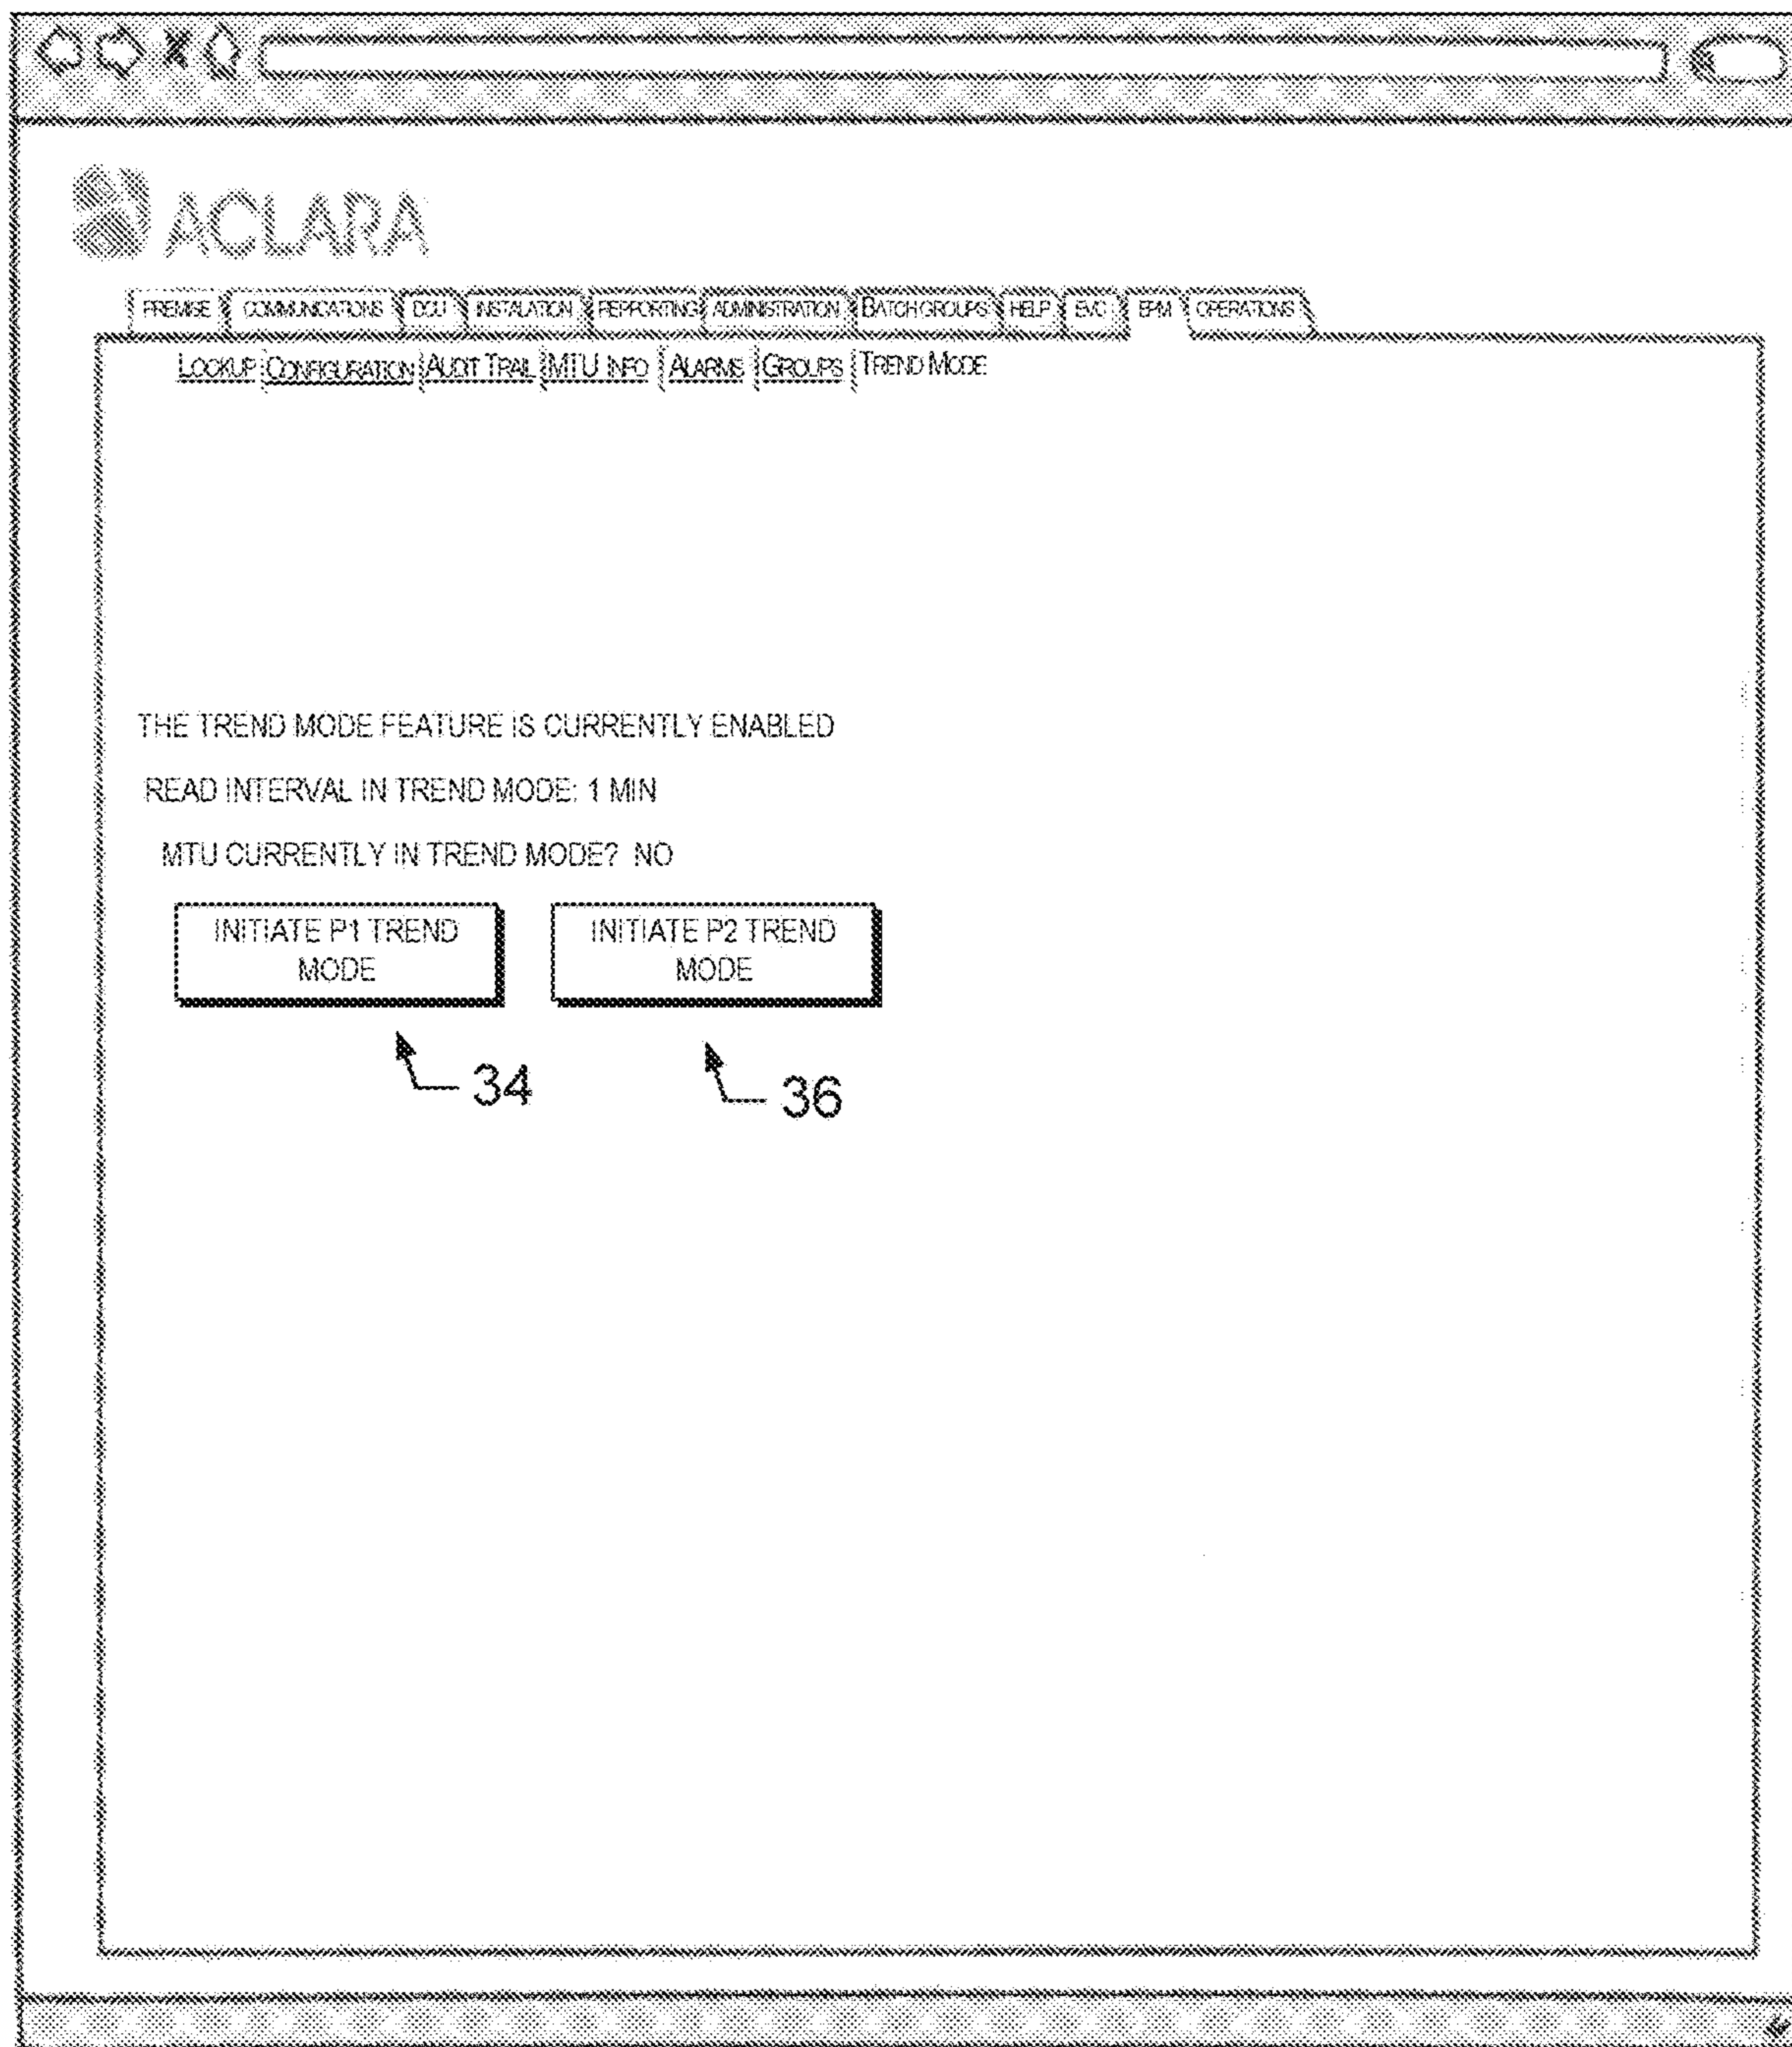 ACLARA
PREMISE COMMUNICATIONS DCU INSTALATION REPPORTING ADMINISTRATION BATCH GROUPS HELP EVC EPM OPERATIONS
LOOKUP CONFIGURATION AUDIT TRAIL MTU INFO ALARMS GROUPS TREND MODE
THE TREND MODE FEATURE IS CURRENTLY ENABLED
READ INTERVAL IN TREND MODE: 1 MIN
MTU CURRENTLY IN TREND MODE? NO
INITIATE P1 TREND MODE
INITIATE P2 TREND MODE
34
36